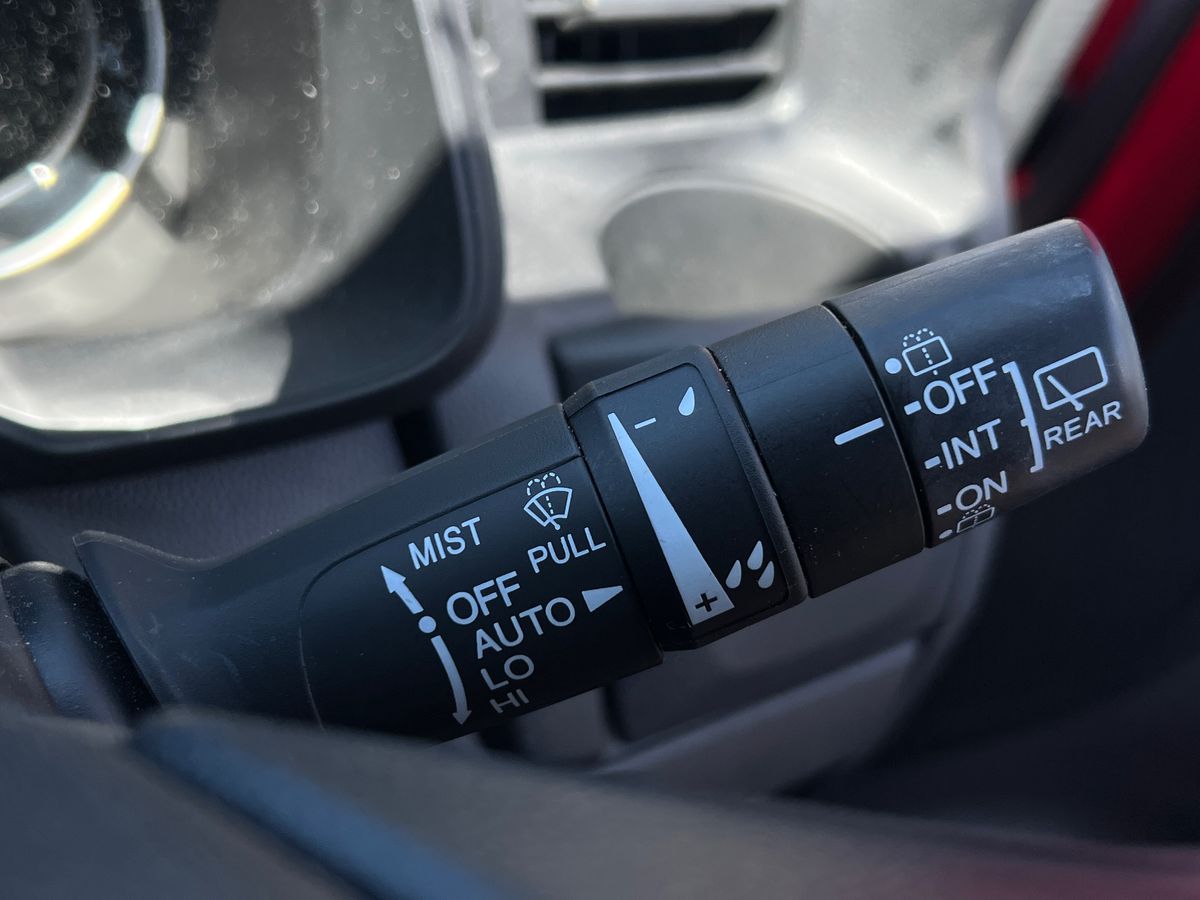 MIST
PULL
OFF
AUTO
LO
HI
−
+
OFF
INT
ON
REAR